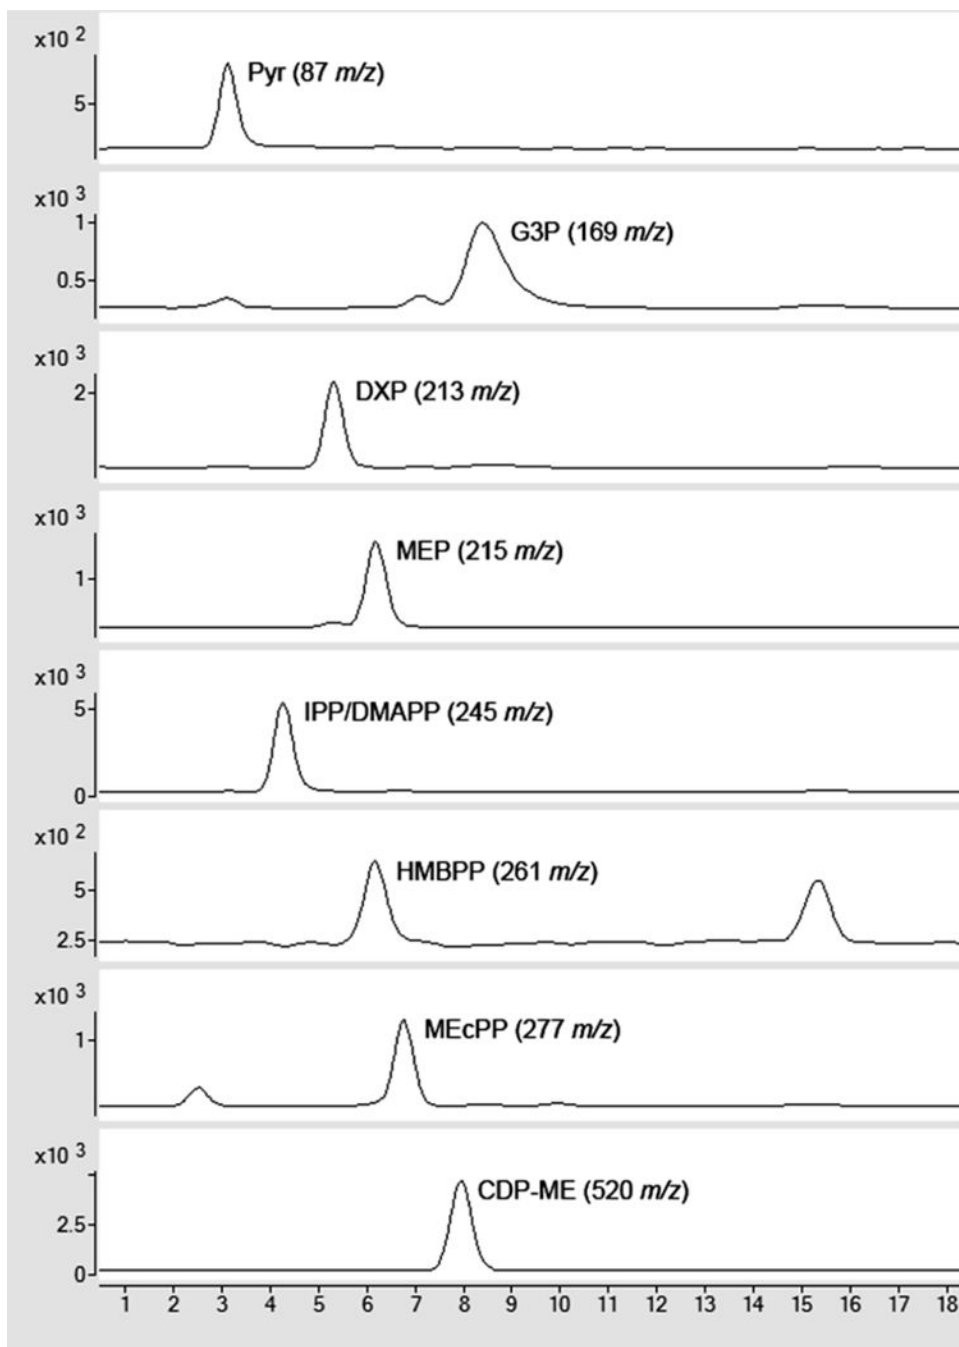 x10 2
Pyr (87 m/z)
5
x10 3
1
G3P (169 m/z)
0.5
x10 3
2
DXP (213 m/z)
x10 3
MEP (215 m/z)
1
x10 3
5
IPP/DMAPP (245 m/z)
0
x10 2
HMBPP (261 m/z)
5
2.5
x10 3
MEcPP (277 m/z)
1
x10 3
CDP-ME (520 m/z)
2.5
0
1 2 3 4 5 6 7 8 9 10 11 12 13 14 15 16 17 18